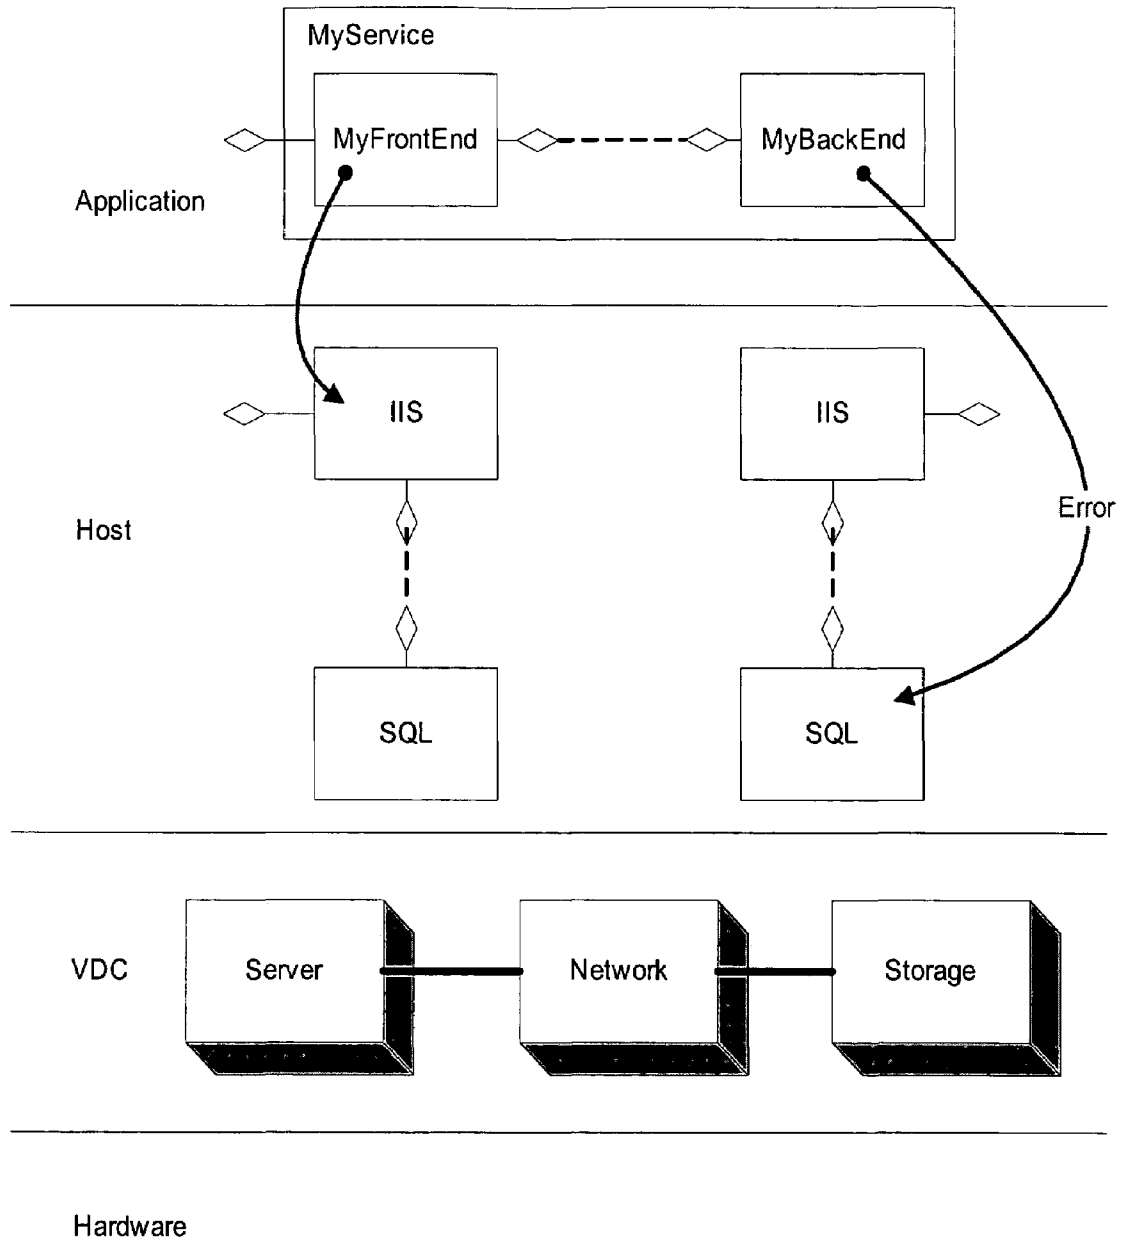 MyService
MyFrontEnd
MyBackEnd
Application
IIS
IIS
Error
Host
SQL
SQL
VDC
Server
Network
Storage
Hardware